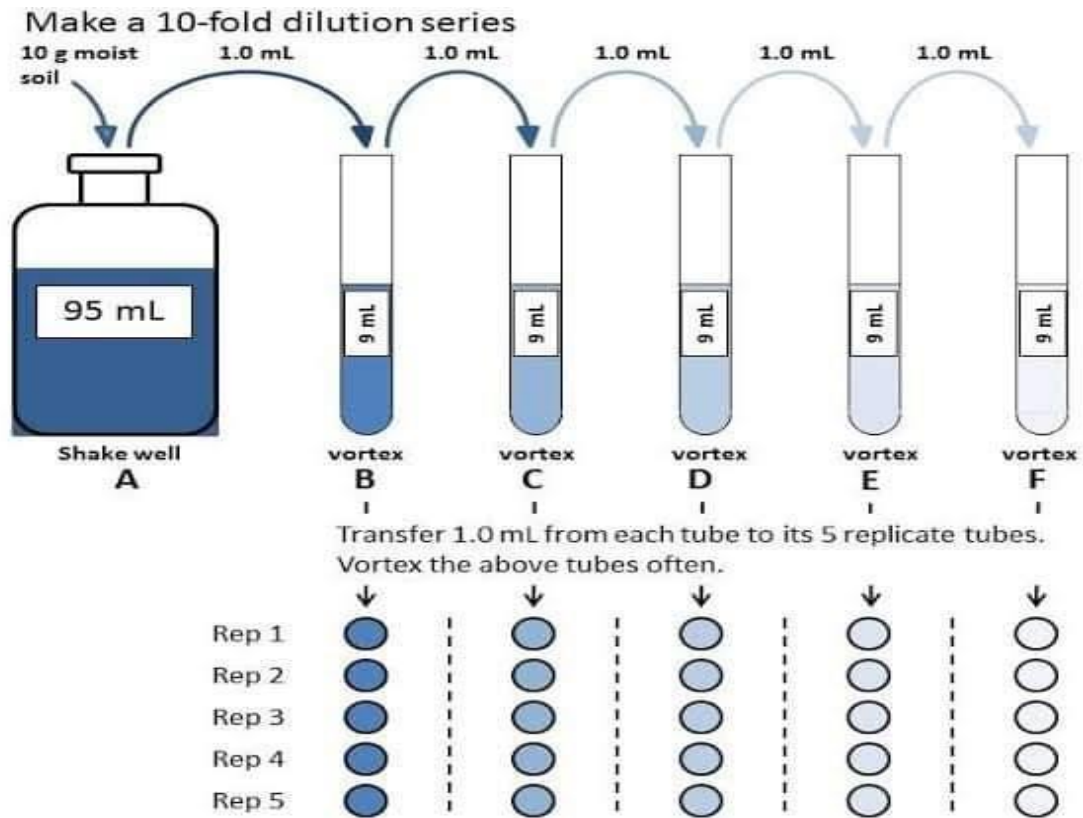 Make a 10-fold dilution series
10 g moist soil 1.0 mL 1.0 mL 1.0 mL 1.0 mL 1.0 mL
95 mL 9 mL 9 mL 9 mL 9 mL 9 mL
Shake well vortex vortex vortex vortex vortex
A B C D E F
Transfer 1.0 mL from each tube to its 5 replicate tubes.
Vortex the above tubes often.
Rep 1
Rep 2
Rep 3
Rep 4
Rep 5